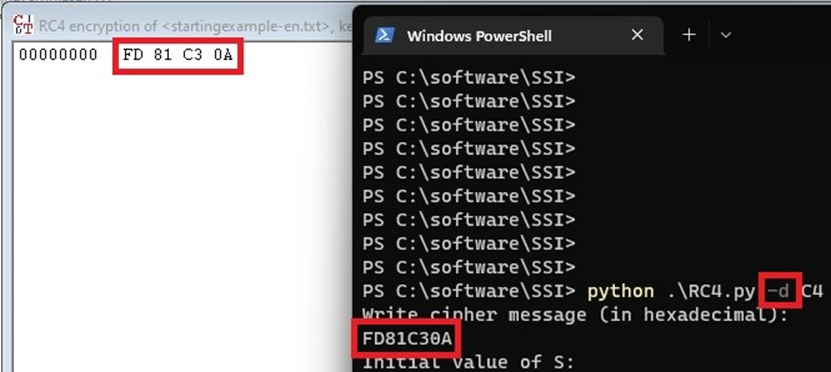 RC4 encryption of <startingexample-en.txt>, ke
00000000 FD 81 C3 0A
Windows PowerShell
PS C:\software\SSI>
PS C:\software\SSI>
PS C:\software\SSI>
PS C:\software\SSI>
PS C:\software\SSI>
PS C:\software\SSI>
PS C:\software\SSI>
PS C:\software\SSI>
PS C:\software\SSI>
PS C:\software\SSI> python .\RC4.py -d C4
Write cipher message (in hexadecimal):
FD81C30A
Initial value of S: